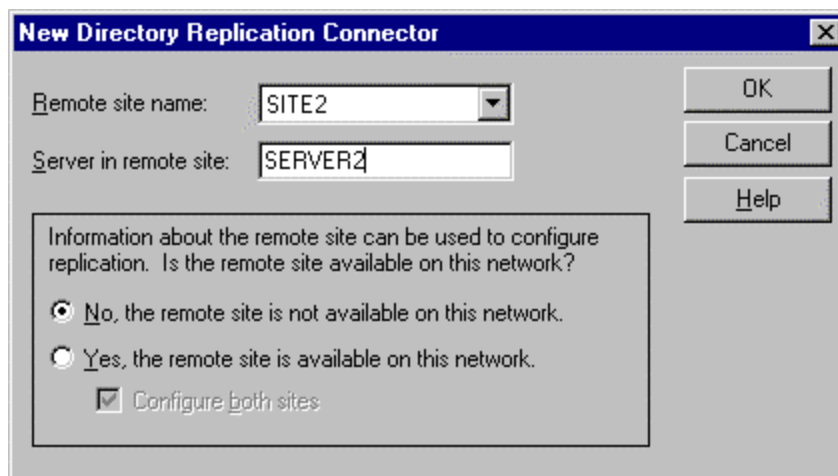 New Directory Replication Connector
Remote site name:
SITE2
OK
Server in remote site:
SERVER2
Cancel
Help
Information about the remote site can be used to configure
replication.  Is the remote site available on this network?
No, the remote site is not available on this network.
Yes, the remote site is available on this network.
Configure both sites